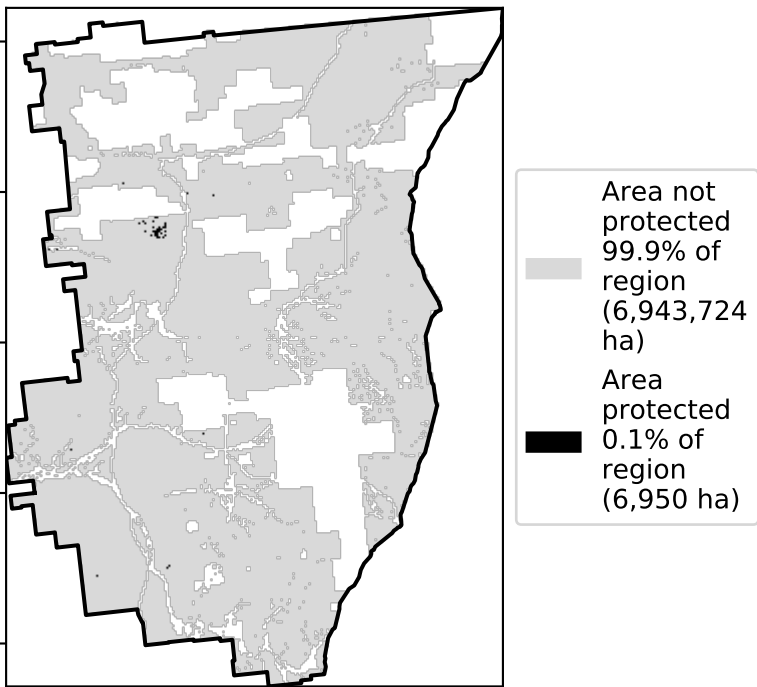 Area not
protected
99.9% of
region
(6,943,724
ha)
Area
protected
0.1% of
region
(6,950 ha)